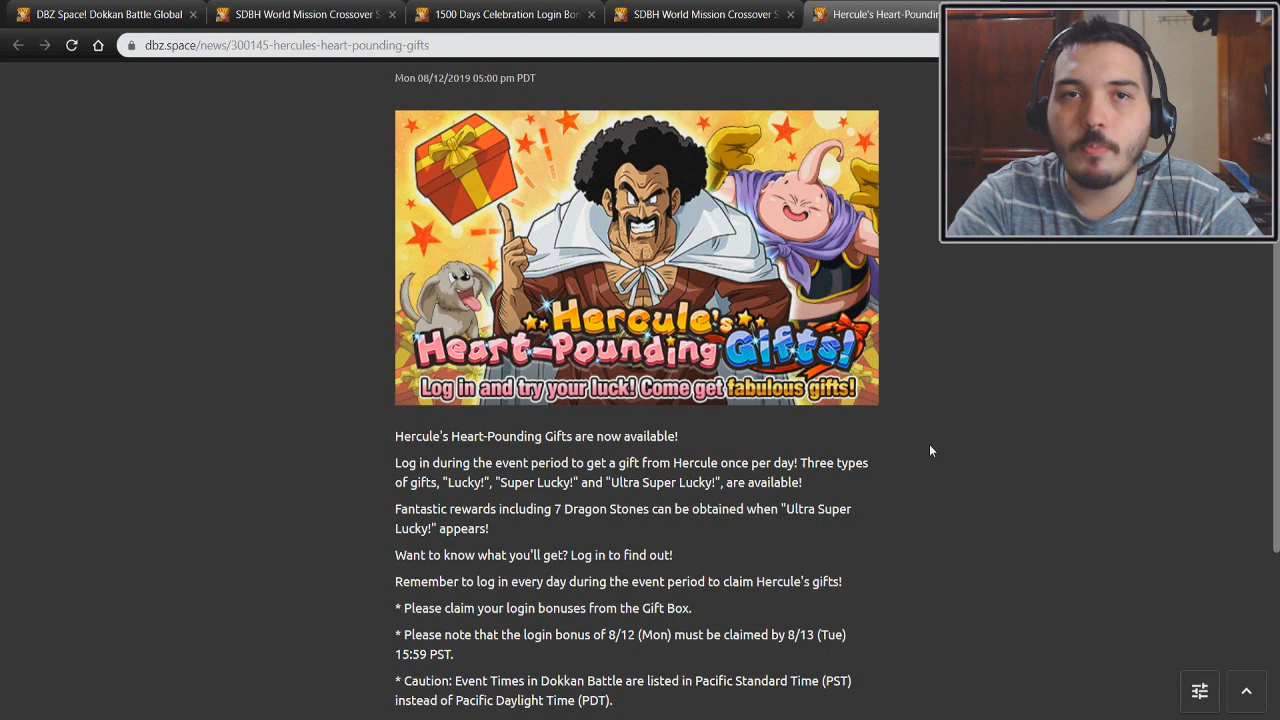 DBZ Space! Dokkan Battle Global
SDBH World Mission Crossover S
1500 Days Celebration Login Bon
SDBH World Mission Crossover S
Hercule's Heart-Pounding
dbz.space/news/300145-hercules-heart-pounding-gifts
Mon 08/12/2019 05:00 pm PDT
Hercule's
Heart-Pounding Gifts!
Log in and try your luck! Come get fabulous gifts!
Hercule's Heart-Pounding Gifts are now available!
Log in during the event period to get a gift from Hercule once per day! Three types
of gifts, "Lucky!", "Super Lucky!" and "Ultra Super Lucky!", are available!
Fantastic rewards including 7 Dragon Stones can be obtained when "Ultra Super
Lucky!" appears!
Want to know what you'll get? Log in to find out!
Remember to log in every day during the event period to claim Hercule's gifts!
* Please claim your login bonuses from the Gift Box.
* Please note that the login bonus of 8/12 (Mon) must be claimed by 8/13 (Tue)
15:59 PST.
* Caution: Event Times in Dokkan Battle are listed in Pacific Standard Time (PST)
instead of Pacific Daylight Time (PDT).